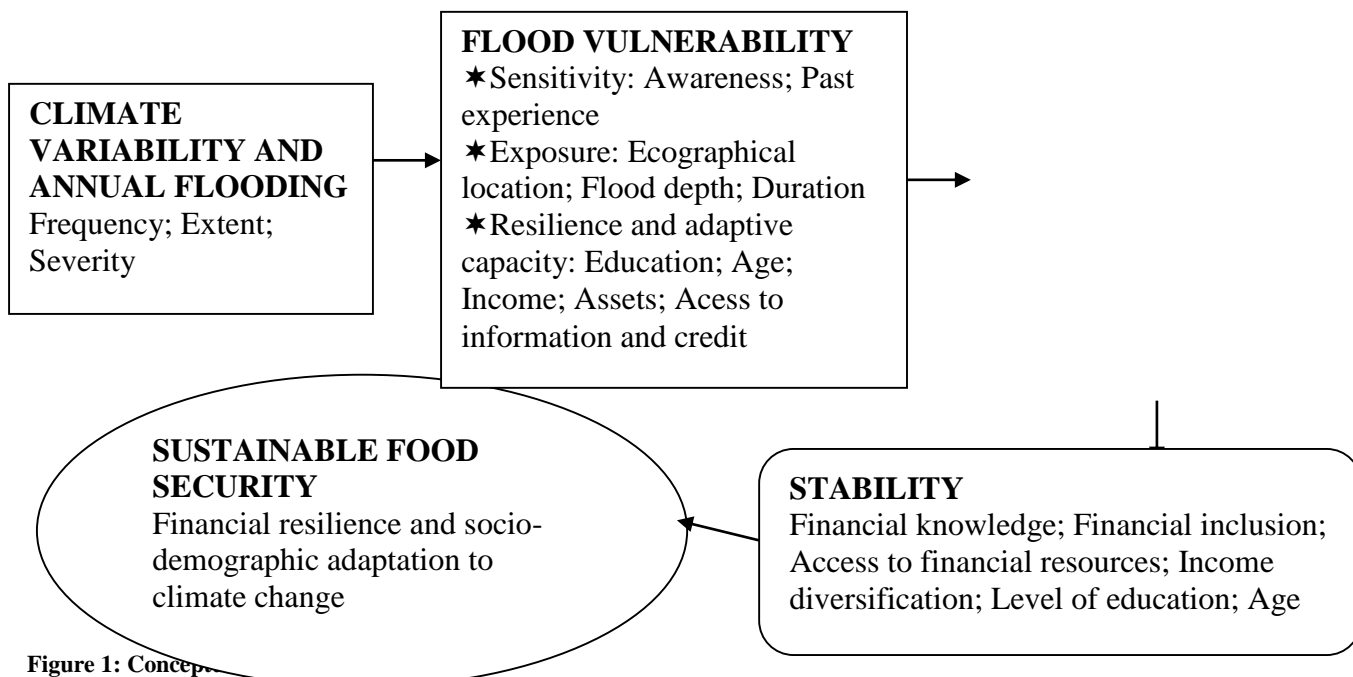 CLIMATE
VARIABILITY AND
ANNUAL FLOODING
Frequency; Extent;
Severity
FLOOD VULNERABILITY
✶Sensitivity: Awareness; Past
experience
✶Exposure: Ecographical
location; Flood depth; Duration
✶Resilience and adaptive
capacity: Education; Age;
Income; Assets; Acess to
information and credit
STABILITY
Financial knowledge; Financial inclusion;
Access to financial resources; Income
diversification; Level of education; Age
SUSTAINABLE FOOD
SECURITY
Financial resilience and socio-
demographic adaptation to
climate change
Figure 1: